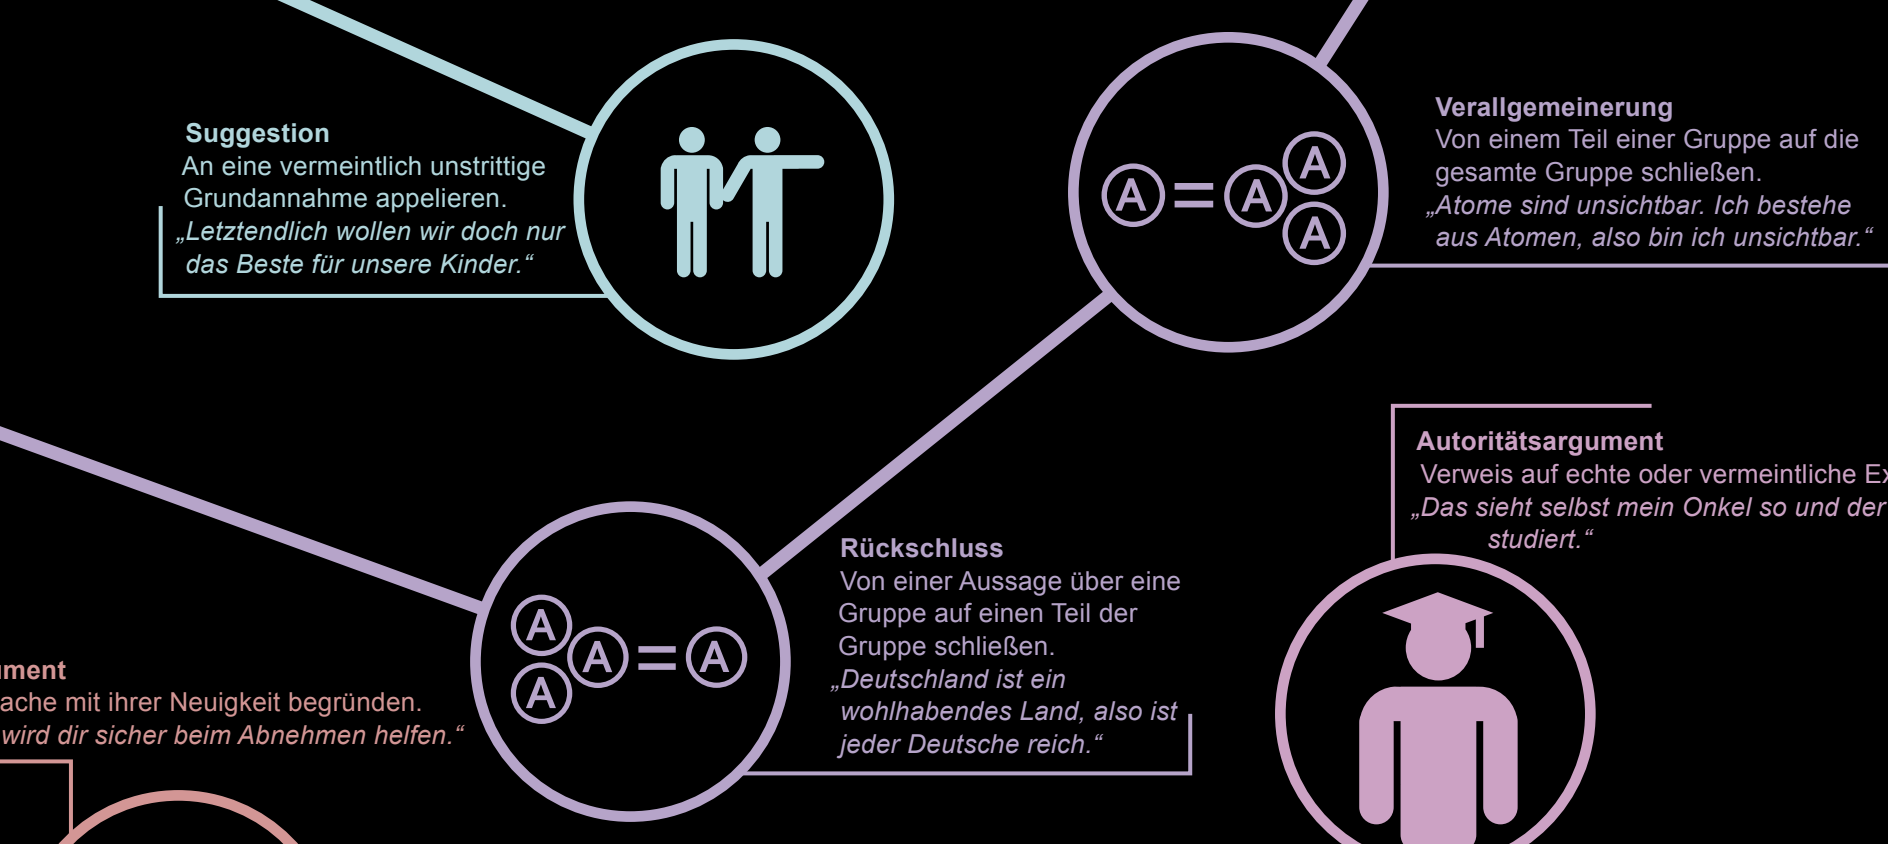 Suggestion
An eine vermeintlich unstrittige
Grundannahme appelieren.
„Letztendlich wollen wir doch nur
das Beste für unsere Kinder.“
Verallgemeinerung
Von einem Teil einer Gruppe auf die
gesamte Gruppe schließen.
„Atome sind unsichtbar. Ich bestehe
aus Atomen, also bin ich unsichtbar.“
A = A A A
Autoritätsargument
Verweis auf echte oder vermeintliche
„Das sieht selbst mein Onkel so und der
studiert.“
Rückschluss
Von einer Aussage über eine
Gruppe auf einen Teil der
Gruppe schließen.
„Deutschland ist ein
wohlhabendes Land, also ist
jeder Deutsche reich.“
A A A = A
ment
ache mit ihrer Neuigkeit begründen.
wird dir sicher beim Abnehmen helfen.“